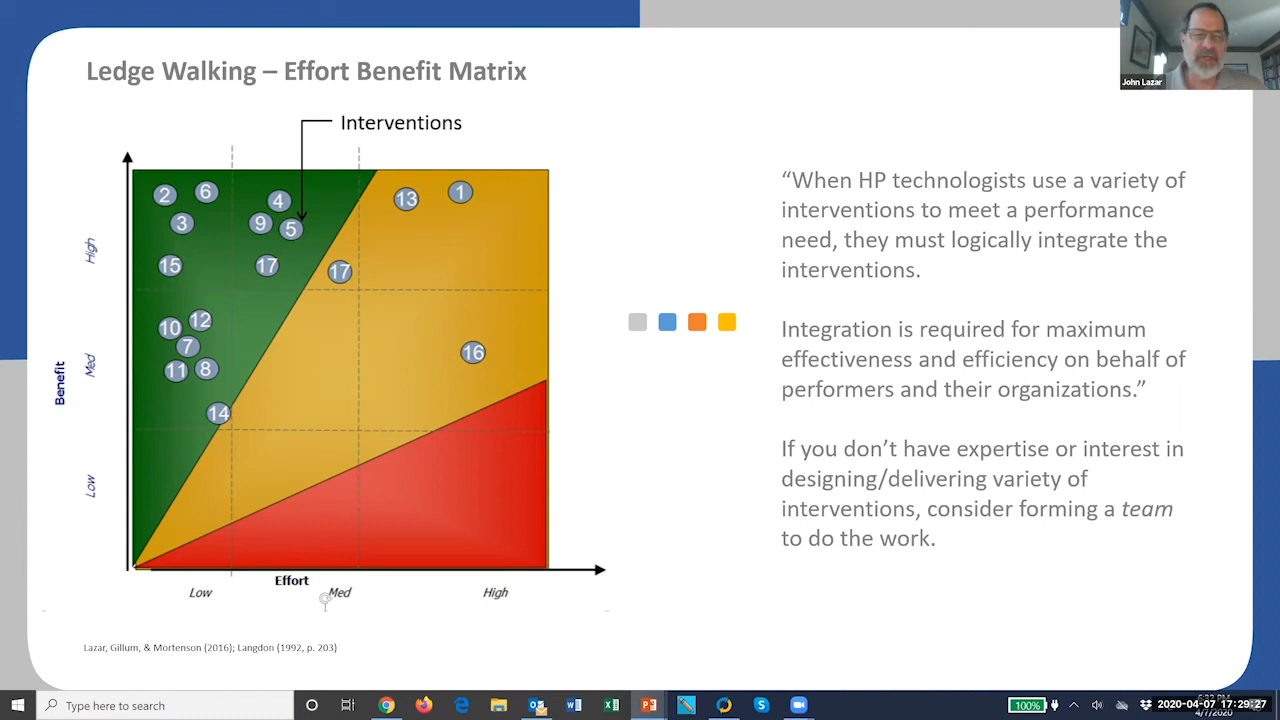 Ledge Walking – Effort Benefit Matrix
John Lazar
Interventions
2
6
4
13
1
3
9
5
15
17
17
10
12
7
16
11
8
14
High
Med
Low
Benefit
Effort
Low
Med
High
“When HP technologists use a variety of
interventions to meet a performance
need, they must logically integrate the
interventions.
Integration is required for maximum
effectiveness and efficiency on behalf of
performers and their organizations.”
If you don’t have expertise or interest in
designing/delivering variety of
interventions, consider forming a team
to do the work.
Lazar, Gillum, & Mortenson (2016); Langdon (1992, p. 203)
Type here to search
100%
2020-04-07 17:29:27
4/7/2020